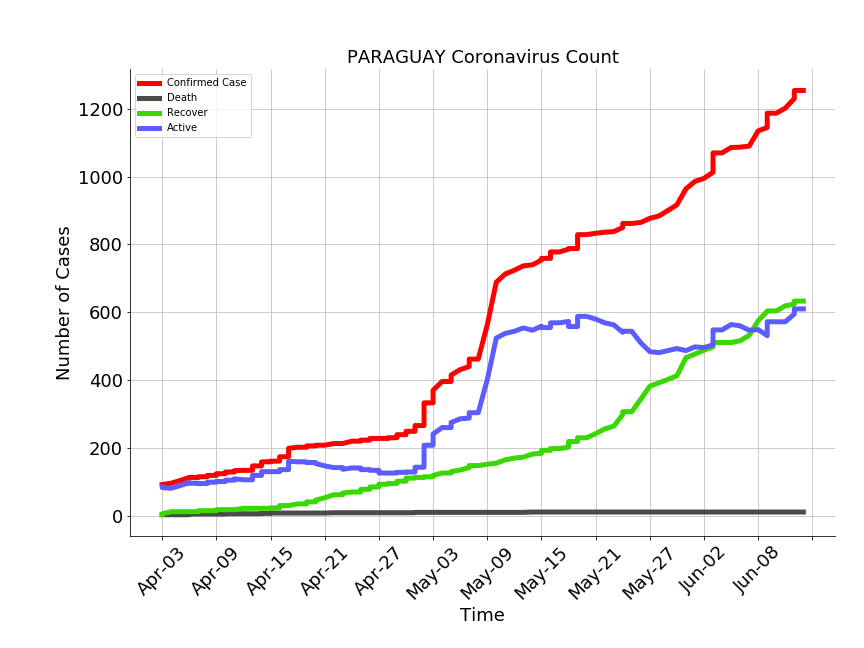 PARAGUAY Coronavirus Count
Confirmed Case
Death
Recover
Active
1200
1000
800
600
400
200
0
Number of Cases
Apr-03
Apr-09
Apr-15
Apr-21
Apr-27
May-03
May-09
May-15
May-21
May-27
Jun-02
Jun-08
Time